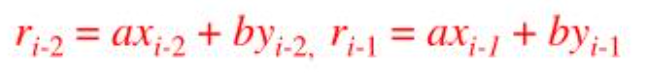 r_{i-2} = ax_{i-2} + by_{i-2,} r_{i-1} = ax_{i-1} + by_{i-1}